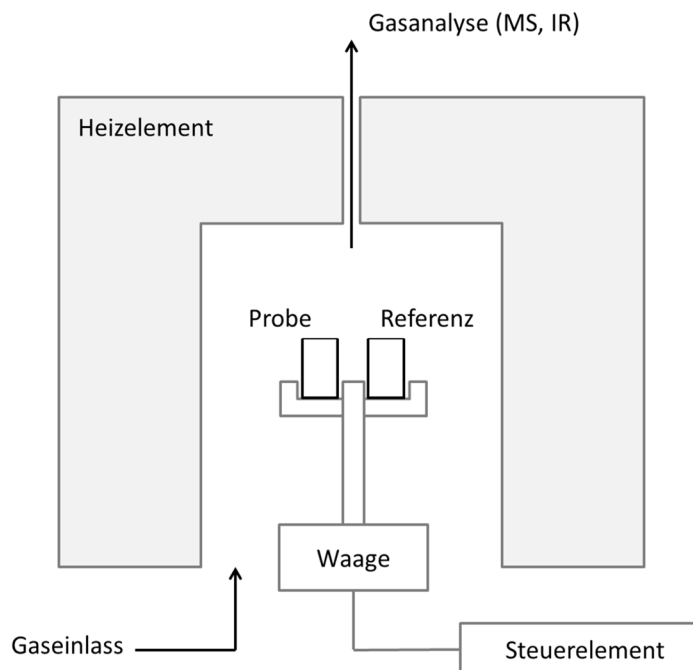 Gasanalyse (MS, IR)
Heizelement
Probe
Referenz
Waage
Gaseinlass
Steuerelement